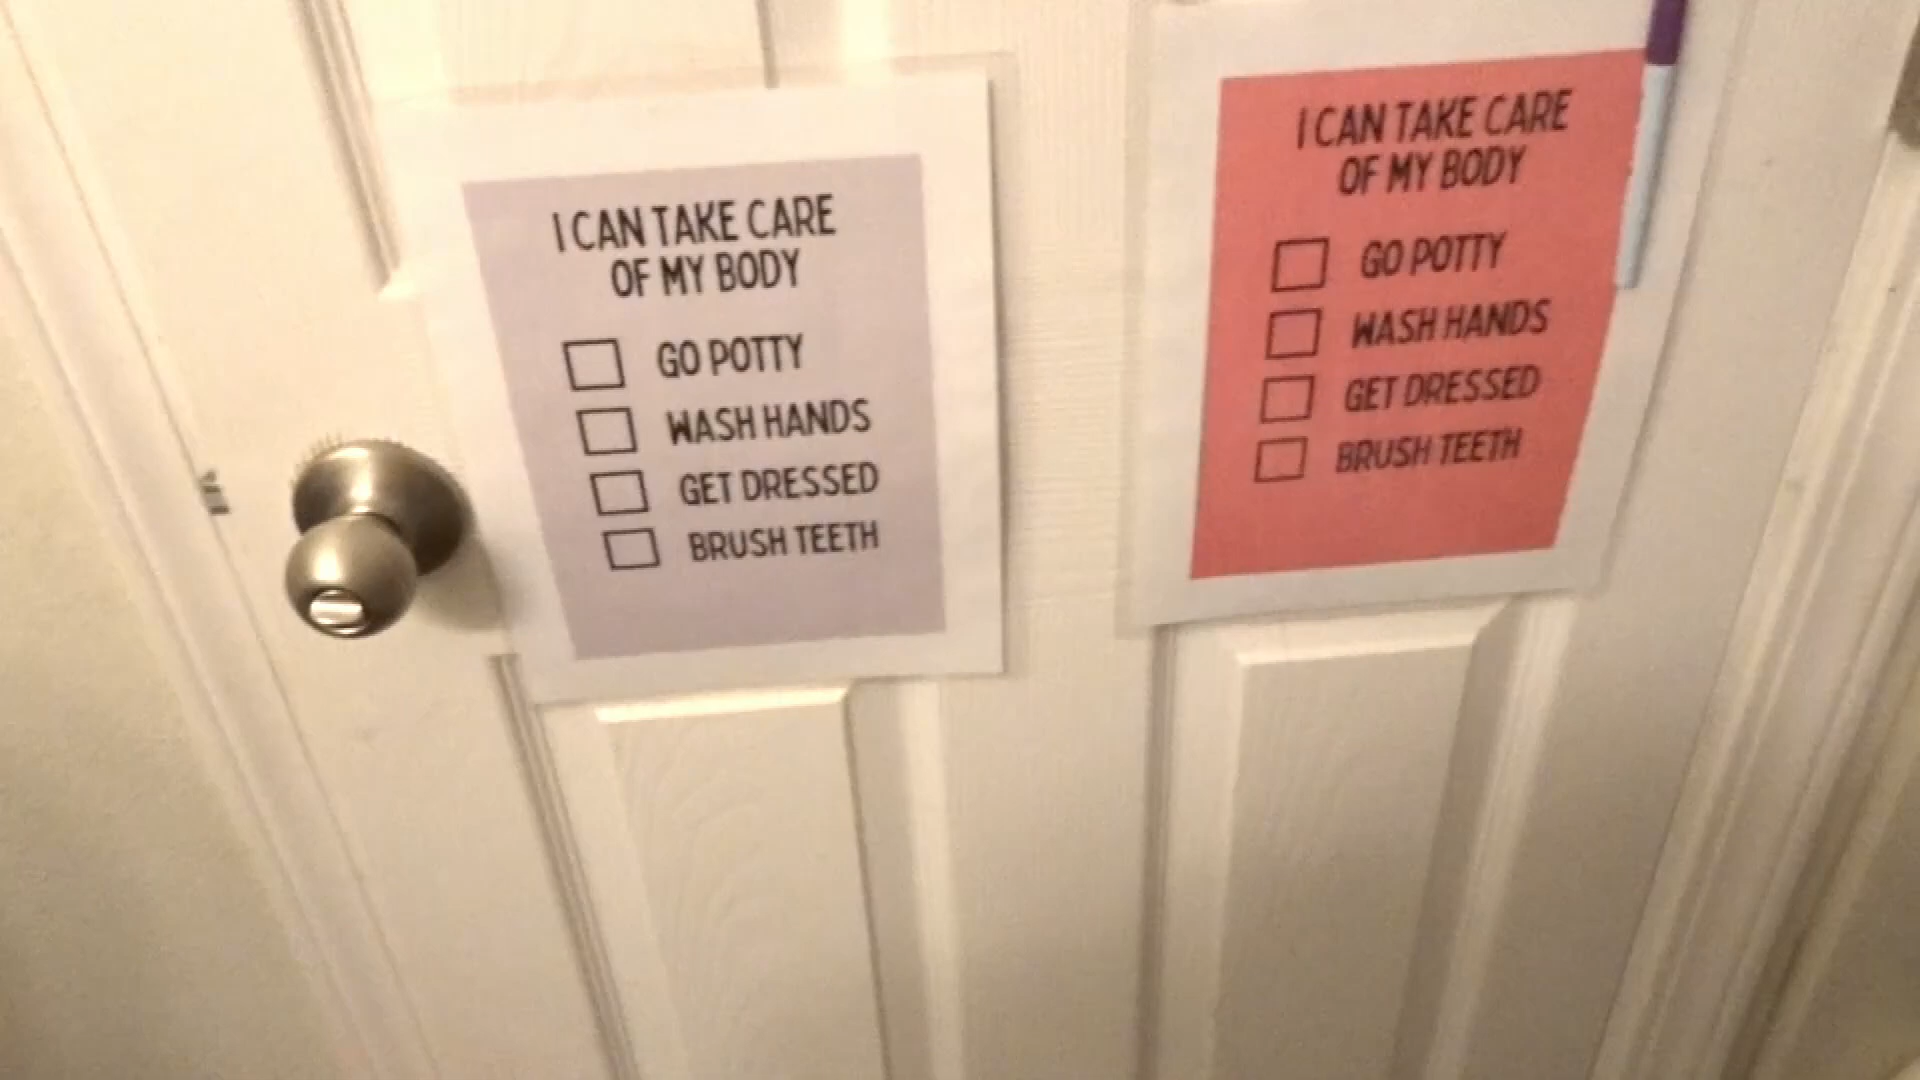 I CAN TAKE CARE
OF MY BODY
GO POTTY
WASH HANDS
GET DRESSED
BRUSH TEETH
I CAN TAKE CARE
OF MY BODY
GO POTTY
WASH HANDS
GET DRESSED
BRUSH TEETH